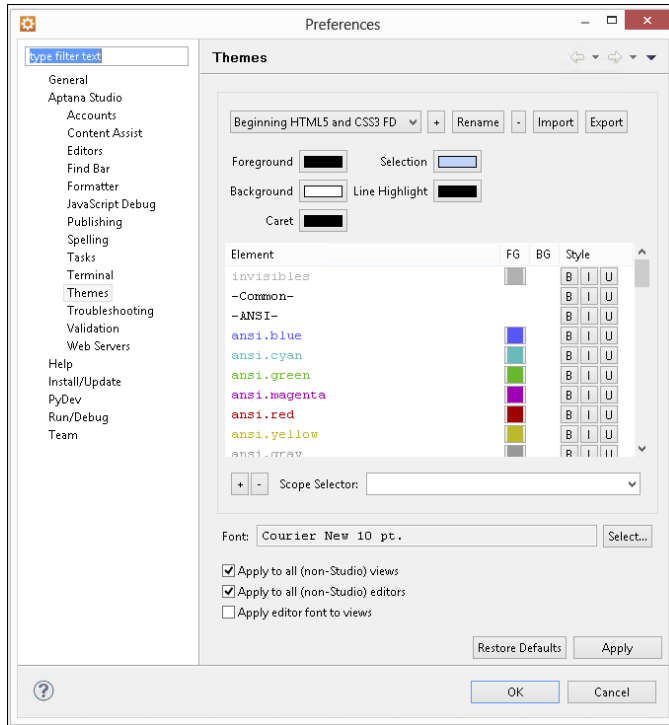 Preferences
type filter text
General
Aptana Studio
Accounts
Content Assist
Editors
Find Bar
Formatter
JavaScript Debug
Publishing
Spelling
Tasks
Terminal
Themes
Troubleshooting
Validation
Web Servers
Help
Install/Update
PyDev
Run/Debug
Team
Themes
Beginning HTML5 and CSS3 FD + Rename - Import Export
Foreground Selection
Background Line Highlight
Caret
Element FG BG Style
invisibles B I U
-Common- B I U
-ANSI- B I U
ansi.blue B I U
ansi.cyan B I U
ansi.green B I U
ansi.magenta B I U
ansi.red B I U
ansi.yellow B I U
ansi.gray B I U
+ - Scope Selector:
Font: Courier New 10 pt. Select...
Apply to all (non-Studio) views
Apply to all (non-Studio) editors
Apply editor font to views
Restore Defaults Apply
? OK Cancel